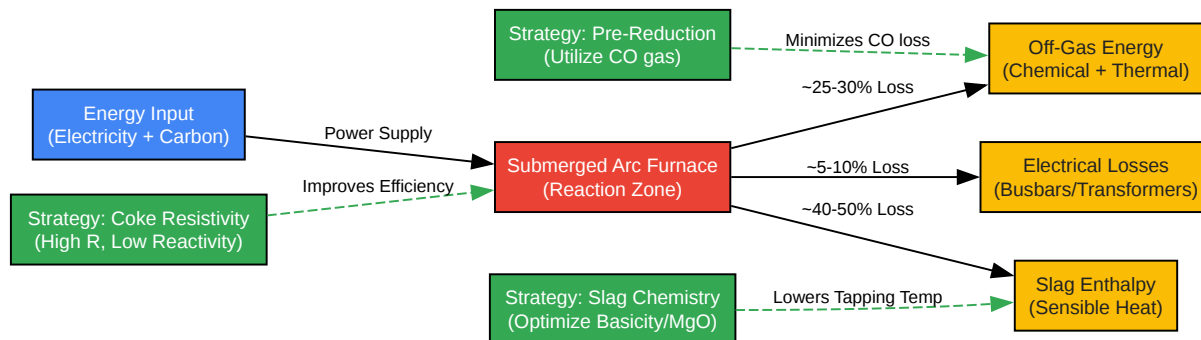 Strategy: Pre-Reduction
(Utilize CO gas)
Minimizes CO loss
Off-Gas Energy
(Chemical + Thermal)
~25-30% Loss
Energy Input
(Electricity + Carbon)
Power Supply
Submerged Arc Furnace
(Reaction Zone)
~5-10% Loss
Electrical Losses
(Busbars/Transformers)
Improves Efficiency
Strategy: Coke Resistivity
(High R, Low Reactivity)
~40-50% Loss
Strategy: Slag Chemistry
(Optimize Basicity/MgO)
Lowers Tapping Temp
Slag Enthalpy
(Sensible Heat)